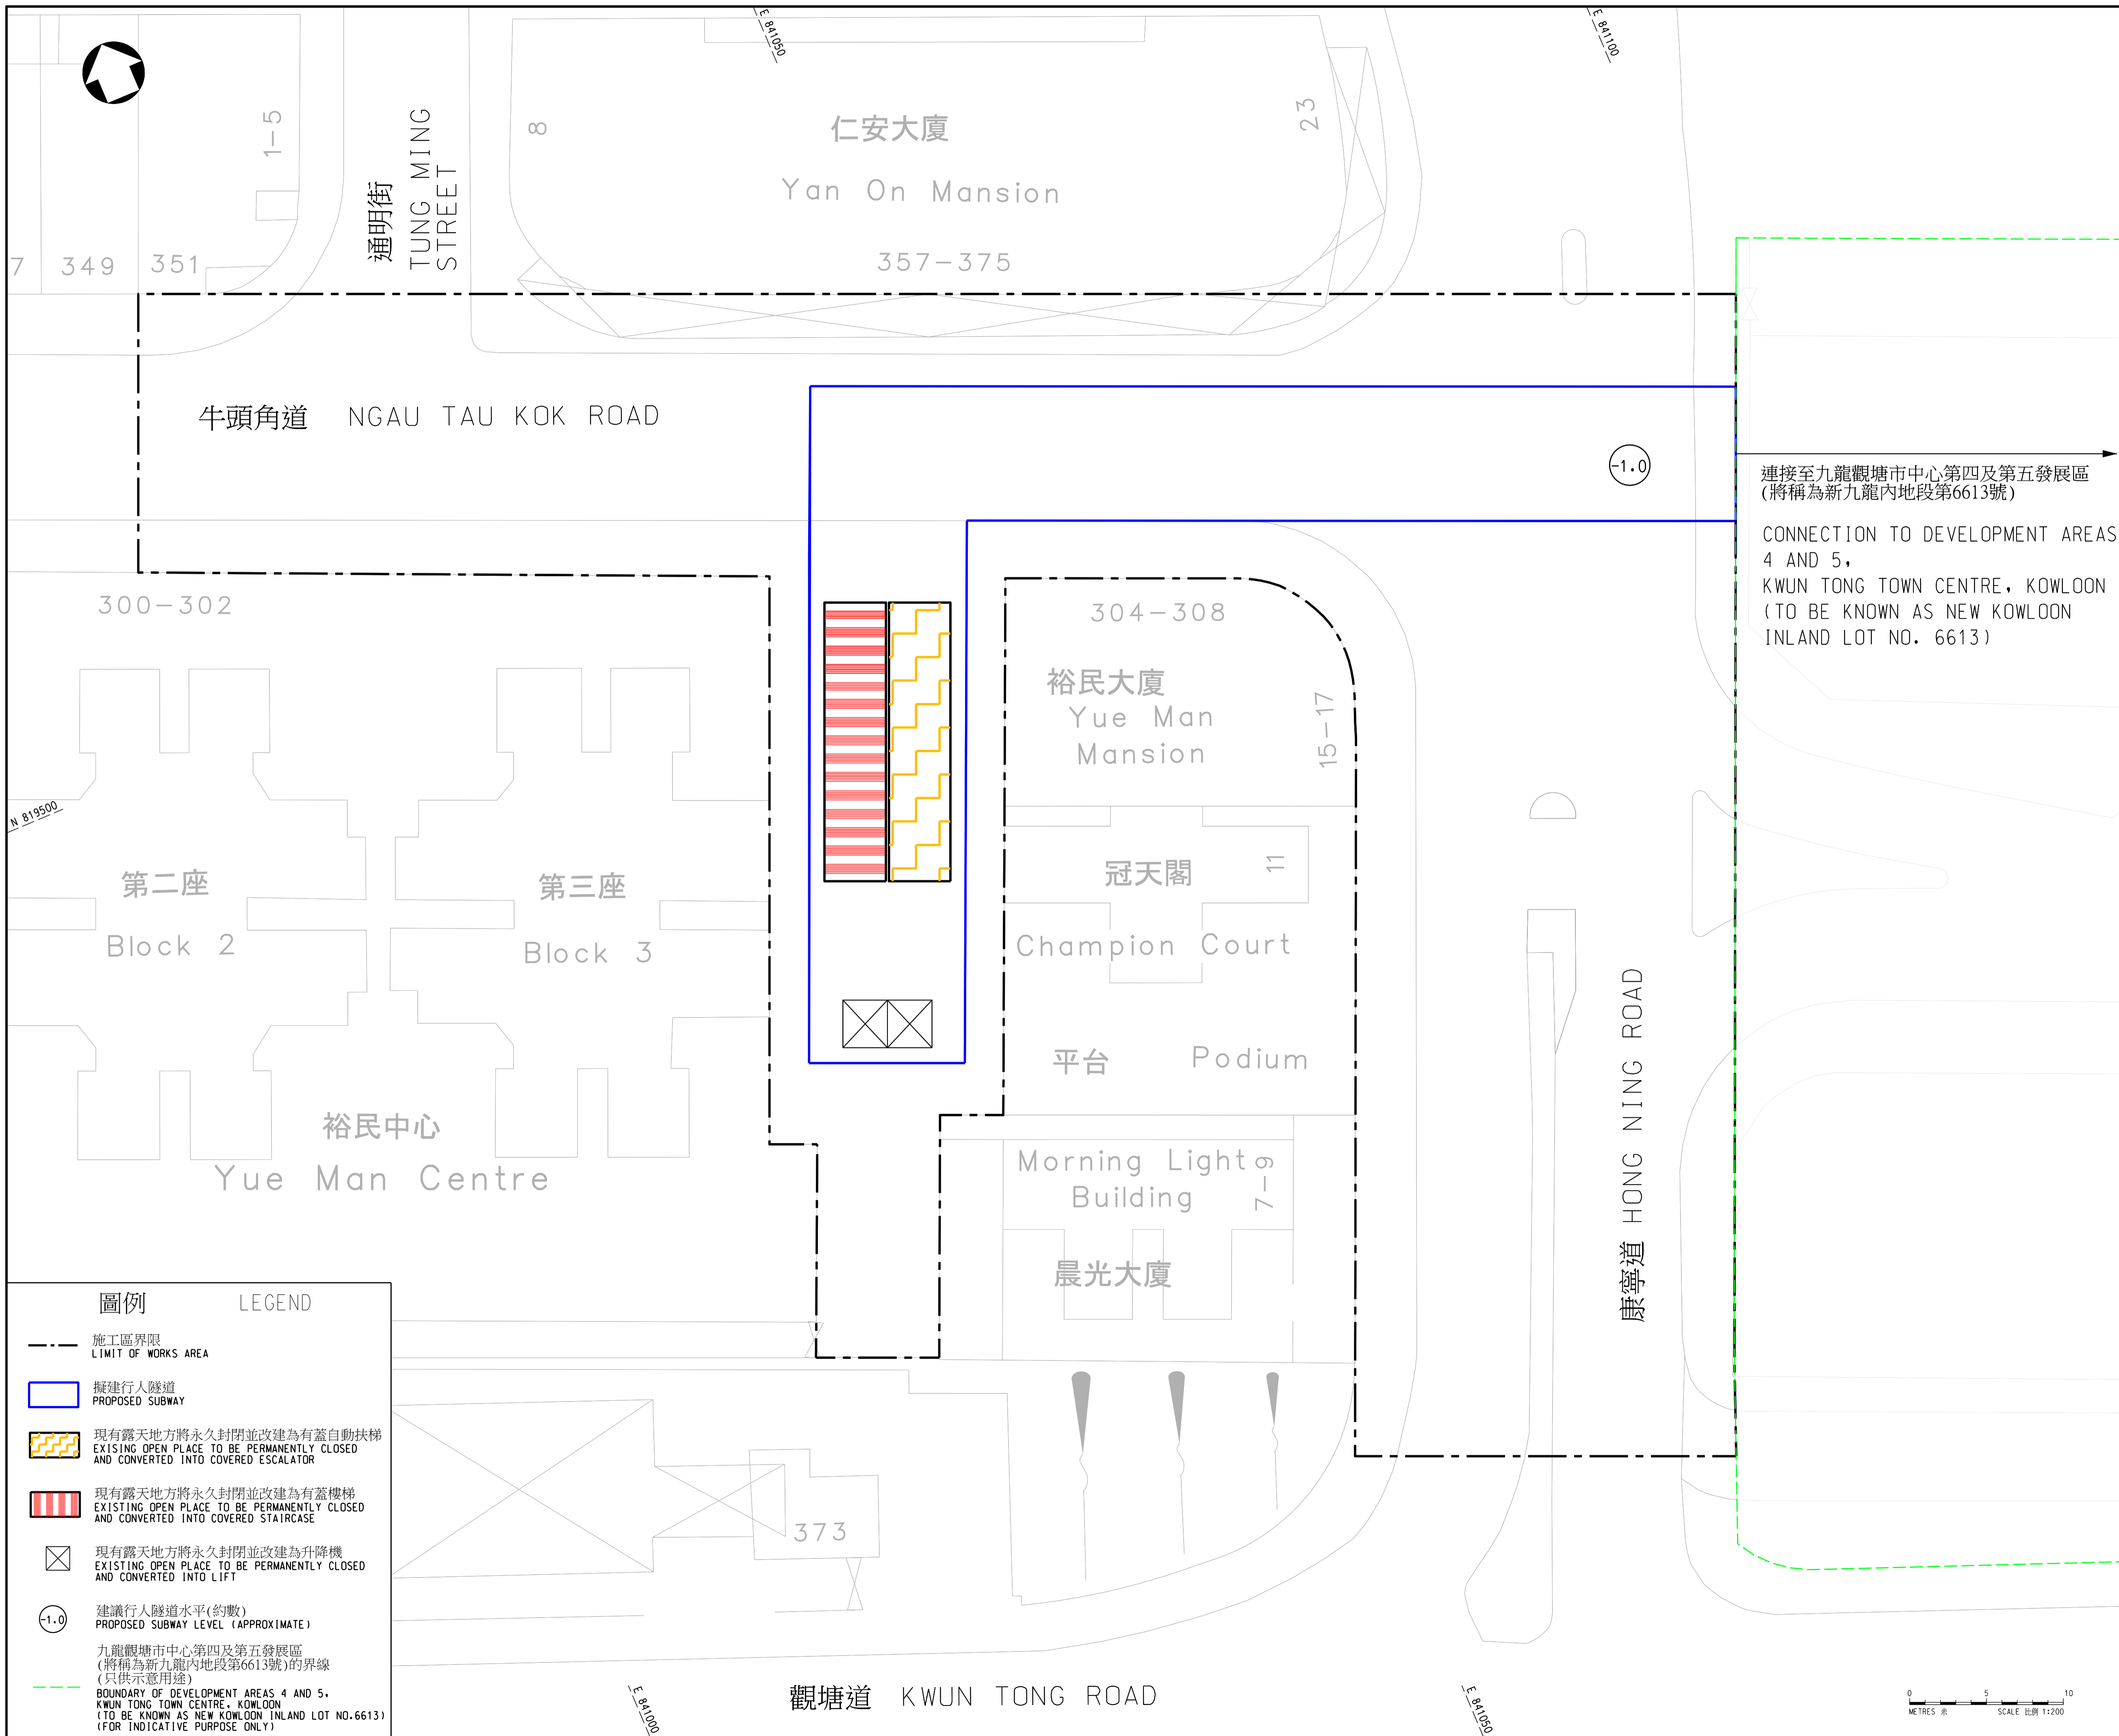 E 841050
E 841100
1-5
通明街
TUNG MING
STREET
8
仁安大廈
Yan On Mansion
23
7
349
351
357-375
牛頭角道 NGAU TAU KOK ROAD
-1.0
連接至九龍觀塘市中心第四及第五發展區
(將稱為新九龍內地段第6613號)
CONNECTION TO DEVELOPMENT AREAS
4 AND 5,
KWUN TONG TOWN CENTRE, KOWLOON
(TO BE KNOWN AS NEW KOWLOON
INLAND LOT NO. 6613)
300-302
304-308
裕民大廈
Yue Man
Mansion
15-17
N 819500
第二座
Block 2
第三座
Block 3
冠天閣
11
Champion Court
平台 Podium
裕民中心
Yue Man Centre
Morning Light
Building
7-9
晨光大廈
康寧道 HONG NING ROAD
圖例 LEGEND
施工區界限
LIMIT OF WORKS AREA
擬建行人隧道
PROPOSED SUBWAY
現有露天地方將永久封閉並改建為有蓋自動扶梯
EXISING OPEN PLACE TO BE PERMANENTLY CLOSED
AND CONVERTED INTO COVERED ESCALATOR
現有露天地方將永久封閉並改建為有蓋樓梯
EXISTING OPEN PLACE TO BE PERMANENTLY CLOSED
AND CONVERTED INTO COVERED STAIRCASE
現有露天地方將永久封閉並改建為升降機
EXISTING OPEN PLACE TO BE PERMANENTLY CLOSED
AND CONVERTED INTO LIFT
-1.0
建議行人隧道水平(約數)
PROPOSED SUBWAY LEVEL (APPROXIMATE)
九龍觀塘市中心第四及第五發展區
(將稱為新九龍內地段第6613號)的界線
(只供示意用途)
BOUNDARY OF DEVELOPMENT AREAS 4 AND 5,
KWUN TONG TOWN CENTRE, KOWLOON
(TO BE KNOWN AS NEW KOWLOON INLAND LOT NO.6613)
(FOR INDICATIVE PURPOSE ONLY)
373
E 841000
觀塘道 KWUN TONG ROAD
E 841050
0 5 10
METRES 米 SCALE 比例 1:200